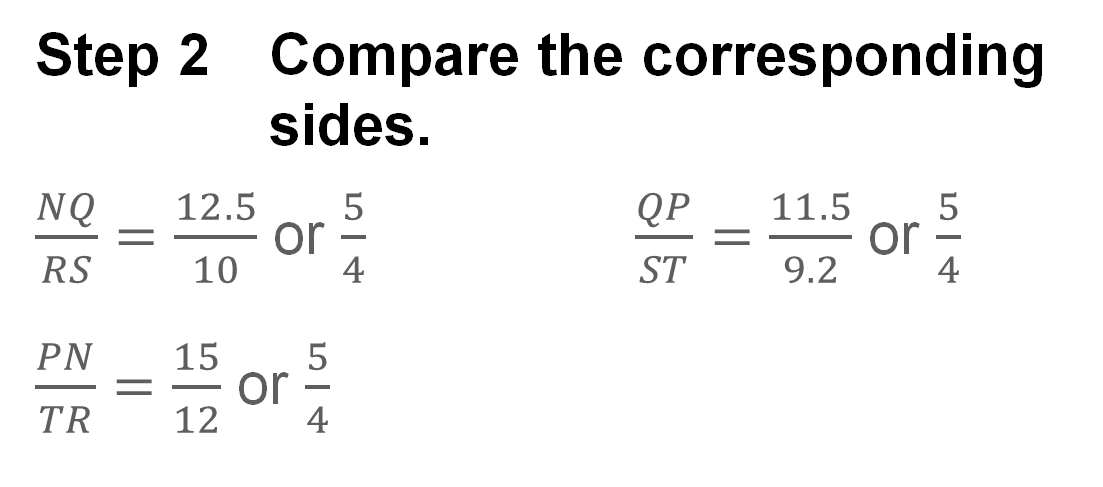 Step 2 Compare the corresponding
sides.
NQ/RS = 12.5/10 or 5/4
QP/ST = 11.5/9.2 or 5/4
PN/TR = 15/12 or 5/4